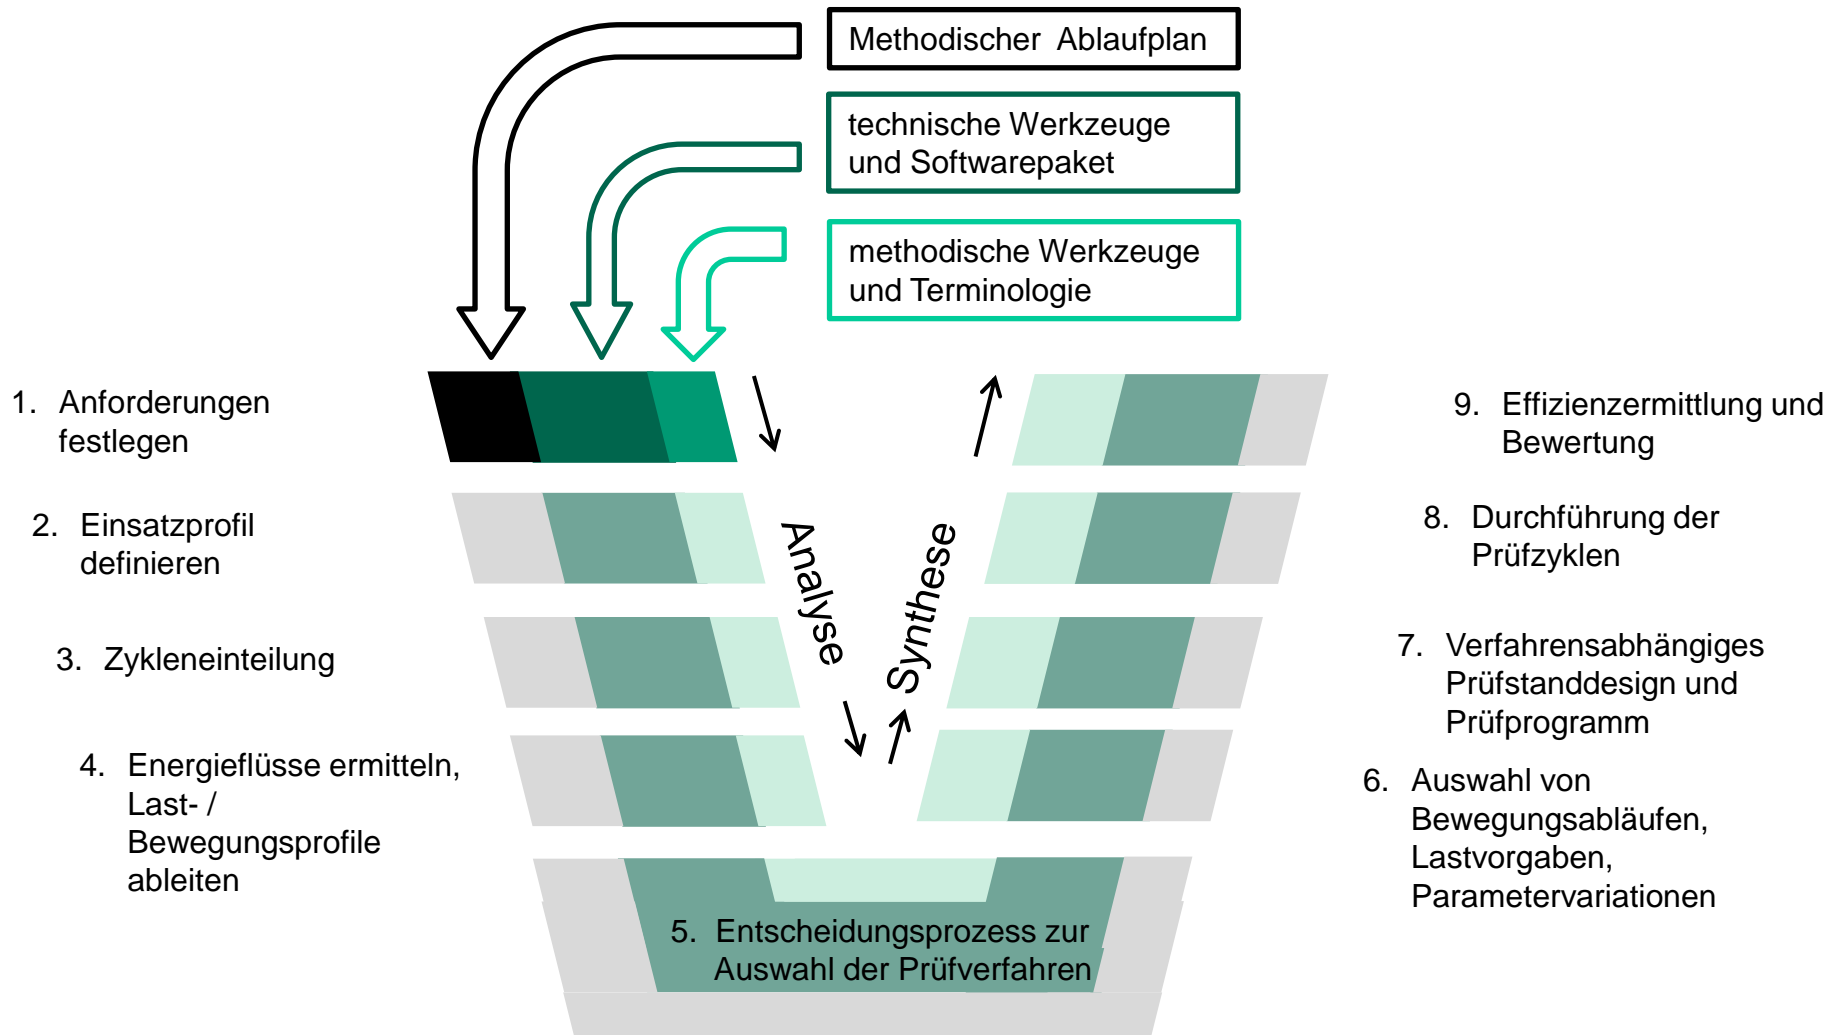 Methodischer Ablaufplan
technische Werkzeuge
und Softwarepaket
methodische Werkzeuge
und Terminologie
1. Anforderungen
festlegen
2. Einsatzprofil
definieren
3. Zykleneinteilung
4. Energieflüsse ermitteln,
Last- /
Bewegungsprofile
ableiten
Analyse
Synthese
5. Entscheidungsprozess zur
Auswahl der Prüfverfahren
9. Effizienzermittlung und
Bewertung
8. Durchführung der
Prüfzyklen
7. Verfahrensabhängiges
Prüfstanddesign und
Prüfprogramm
6. Auswahl von
Bewegungsabläufen,
Lastvorgaben,
Parametervariationen